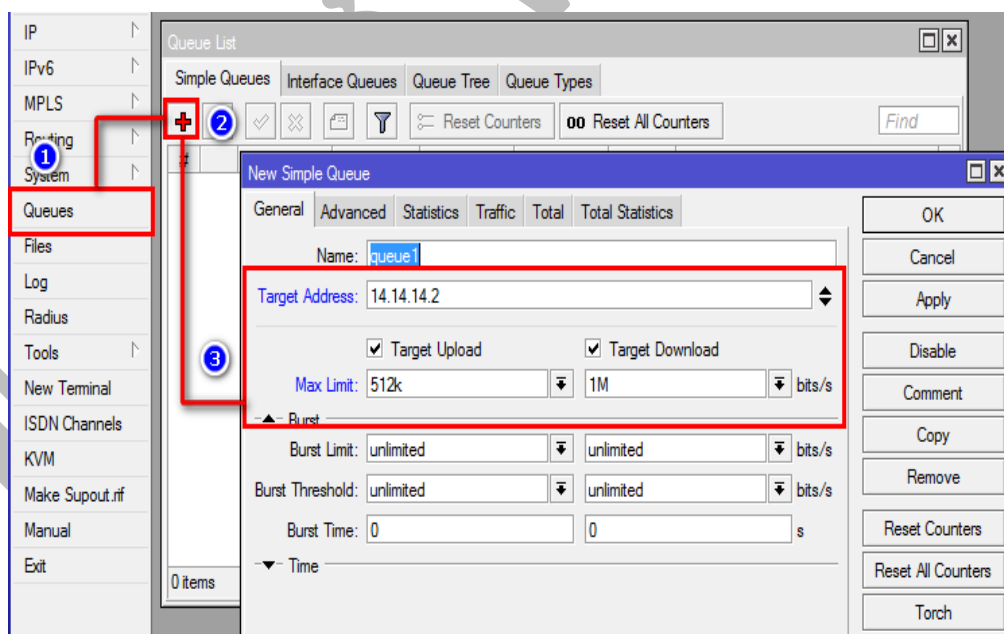 IP
IPv6
MPLS
Routing
System
Queues
Files
Log
Radius
Tools
New Terminal
ISDN Channels
KVM
Make Supout.rif
Manual
Exit
1
Queue List
Simple Queues Interface Queues Queue Tree Queue Types
2
Reset Counters 00 Reset All Counters Find
#
0 items
3
New Simple Queue
General Advanced Statistics Traffic Total Total Statistics
Name: queue1
Target Address: 14.14.14.2
Target Upload Target Download
Max Limit: 512k 1M bits/s
Burst
Burst Limit: unlimited unlimited bits/s
Burst Threshold: unlimited unlimited bits/s
Burst Time: 0 0 s
Time
OK
Cancel
Apply
Disable
Comment
Copy
Remove
Reset Counters
Reset All Counters
Torch